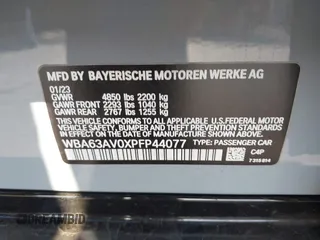 MFD BY BAYERISCHE MOTOREN WERKE AG
01/23
GVWR 4850 lbs 2200 kg
GAWR FRONT 2293 lbs 1040 kg
GAWR REAR 2767 lbs 1255 kg
THIS VEHICLE CONFORMS TO ALL APPLICABLE
U.S. FEDERAL MOTOR VEHICLE SAFETY, BUMPER,
AND THEFT PREVENTION STANDARDS IN EFFECT
ON THE DATE OF MANUFACTURE SHOWN ABOVE.
WBA63AV0XPFP44077 TYPE: PASSENGER CAR
C4P
AutoBidMaster